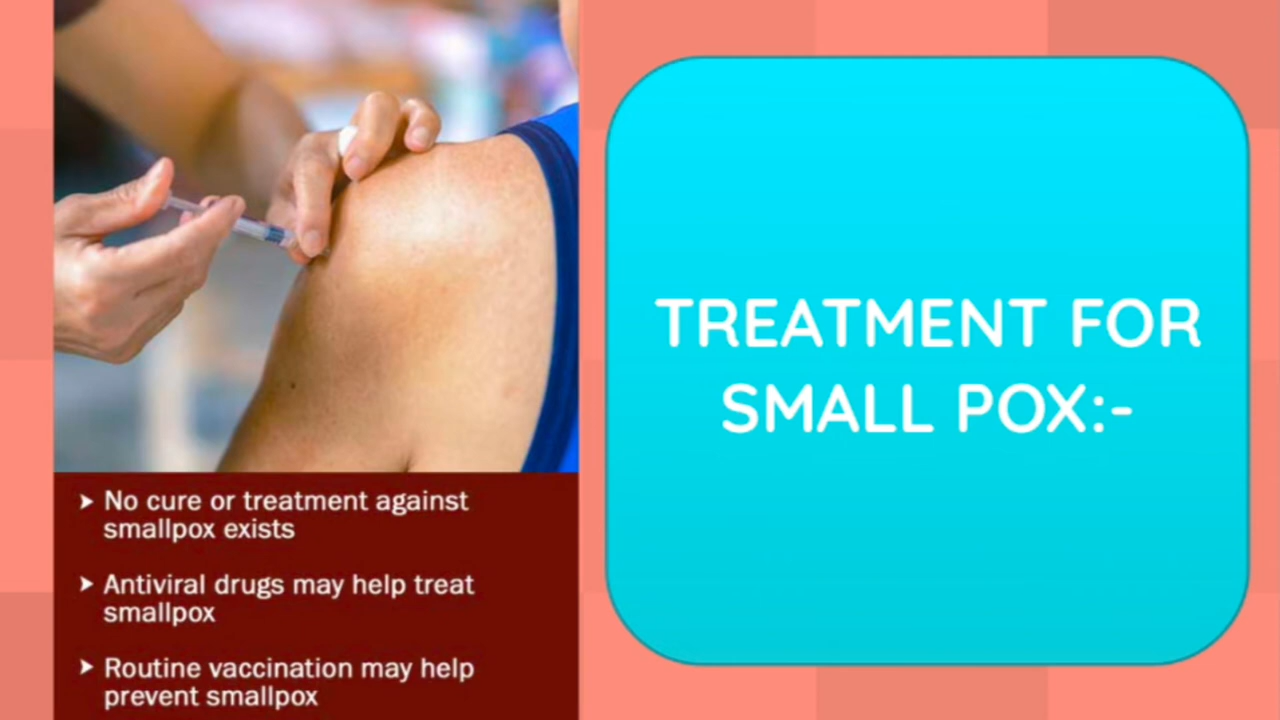 ➤ No cure or treatment against
smallpox exists
➤ Antiviral drugs may help treat
smallpox
➤ Routine vaccination may help
prevent smallpox
TREATMENT FOR
SMALL POX:-